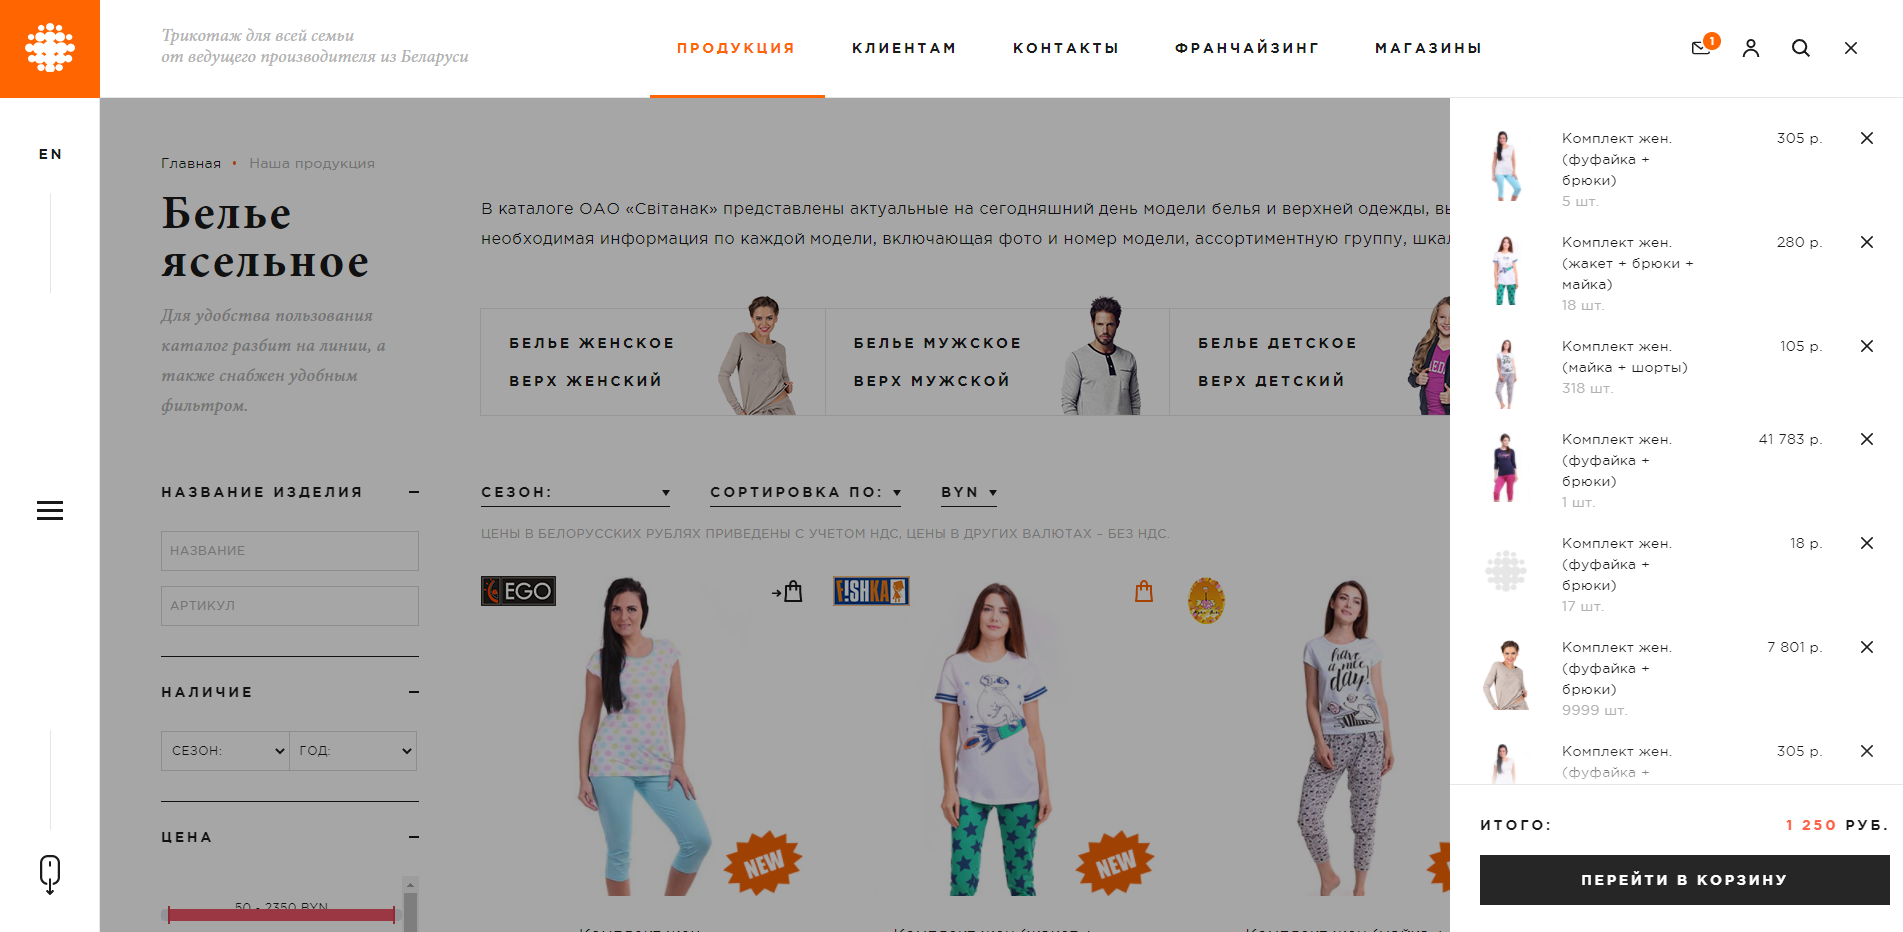 Трикотаж для всей семьи
от ведущего производителя из Беларуси
ПРОДУКЦИЯ
КЛИЕНТАМ
КОНТАКТЫ
ФРАНЧАЙЗИНГ
МАГАЗИНЫ
1
EN
Главная • Наша продукция
Белье
ясельное
Для удобства пользования
каталог разбит на линии, а
также снабжен удобным
фильтром.
В каталоге ОАО «Світанак» представлены актуальные на сегодняшний день модели белья и верхней одежды,
необходимая информация по каждой модели, включающая фото и номер модели, ассортиментную группу,
БЕЛЬЕ ЖЕНСКОЕ
ВЕРХ ЖЕНСКИЙ
БЕЛЬЕ МУЖСКОЕ
ВЕРХ МУЖСКОЙ
БЕЛЬЕ ДЕТСКОЕ
ВЕРХ ДЕТСКИЙ
НАЗВАНИЕ ИЗДЕЛИЯ
НАЗВАНИЕ
АРТИКУЛ
НАЛИЧИЕ
СЕЗОН:
ГОД:
ЦЕНА
50 - 2350 BYN
СЕЗОН:
СОРТИРОВКА ПО:
BYN
ЦЕНЫ В БЕЛОРУССКИХ РУБЛЯХ ПРИВЕДЕНЫ С УЧЕТОМ НДС, ЦЕНЫ В ДРУГИХ ВАЛЮТАХ – БЕЗ НДС.
EGO
FISHKA
have
a nice
day!
NEW
NEW
Комплект жен.
(фуфайка +
брюки)
5 шт.
305 р.
Комплект жен.
(жакет + брюки +
майка)
18 шт.
280 р.
Комплект жен.
(майка + шорты)
318 шт.
105 р.
Комплект жен.
(фуфайка +
брюки)
1 шт.
41 783 р.
Комплект жен.
(фуфайка +
брюки)
17 шт.
18 р.
Комплект жен.
(фуфайка +
брюки)
9999 шт.
7 801 р.
Комплект жен.
(фуфайка +
305 р.
ИТОГО:
1 250 РУБ.
ПЕРЕЙТИ В КОРЗИНУ